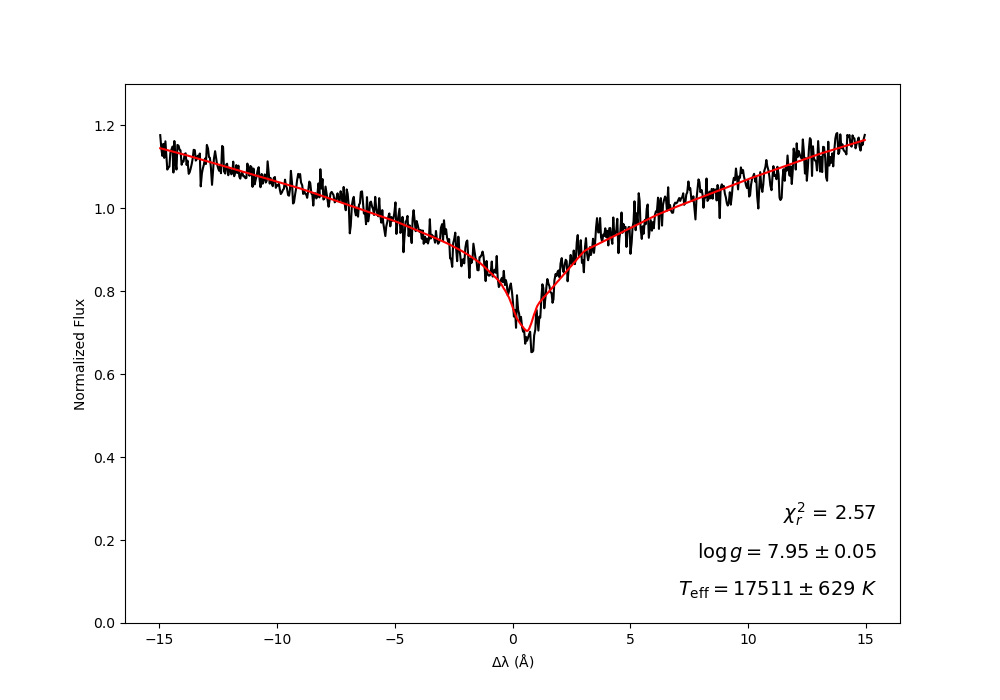 1.2
1.0
0.8
0.6
0.4
0.2
0.0
Normalized Flux
χ²ᵣ = 2.57
log g = 7.95 ± 0.05
T_eff = 17511 ± 629 K
−15 −10 −5 0 5 10 15
Δλ (Å)